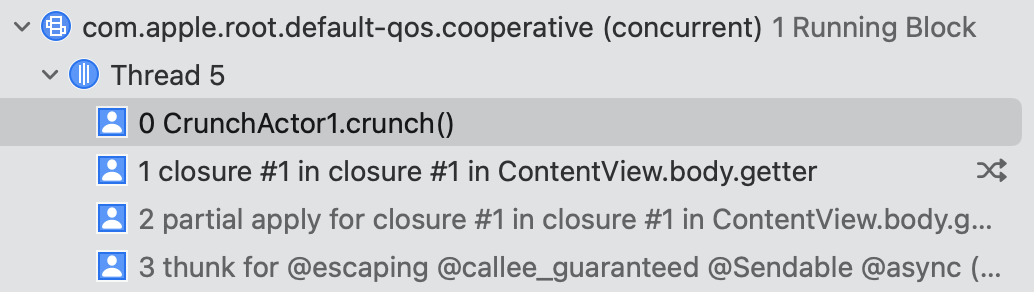 com.apple.root.default-qos.cooperative (concurrent) 1 Running Block
Thread 5
0 CrunchActor1.crunch()
1 closure #1 in closure #1 in ContentView.body.getter
2 partial apply for closure #1 in closure #1 in ContentView.body.g...
3 thunk for @escaping @callee_guaranteed @Sendable @async (...